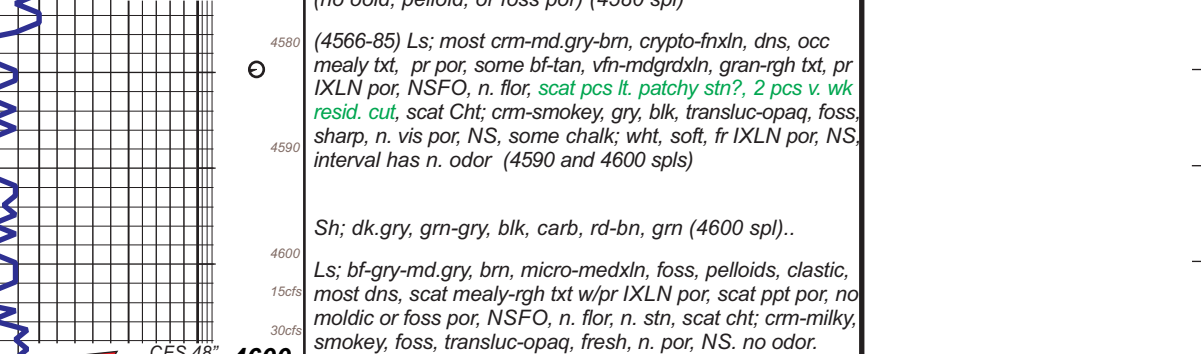 (no oold, pelloid, or foss por) (4580 spl)
4580
(4566-85) Ls; most crm-md.gry-brn, crypto-fnxln, dns, occ
mealy txt, pr por, some bf-tan, vfn-mdgrdxln, gran-rgh txt, pr
IXLN por, NSFO, n. flor, scat pcs lt. patchy stn?, 2 pcs v. wk
resid. cut, scat Cht; crm-smokey, gry, blk, transluc-opaq, foss,
sharp, n. vis por, NS, some chalk; wht, soft, fr IXLN por, NS,
4590
interval has n. odor (4590 and 4600 spls)
Sh; dk.gry, grn-gry, blk, carb, rd-bn, grn (4600 spl)..
4600
Ls; bf-gry-md.gry, brn, micro-medxln, foss, pelloids, clastic,
15cfs
most dns, scat mealy-rgh txt w/pr IXLN por, scat ppt por, no
moldic or foss por, NSFO, n. flor, n. stn, scat cht; crm-milky,
30cfs
smokey, foss, transluc-opaq, fresh, n. por, NS. no odor.
CFS 48" 4600